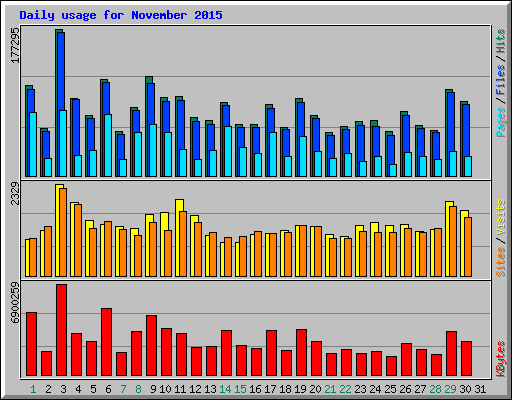 Daily usage for November 2015
177295
Pages / Files / Hits
2329
Sites / Visits
6900259
KBytes
1 2 3 4 5 6 7 8 9 10 11 12 13 14 15 16 17 18 19 20 21 22 23 24 25 26 27 28 29 30 31